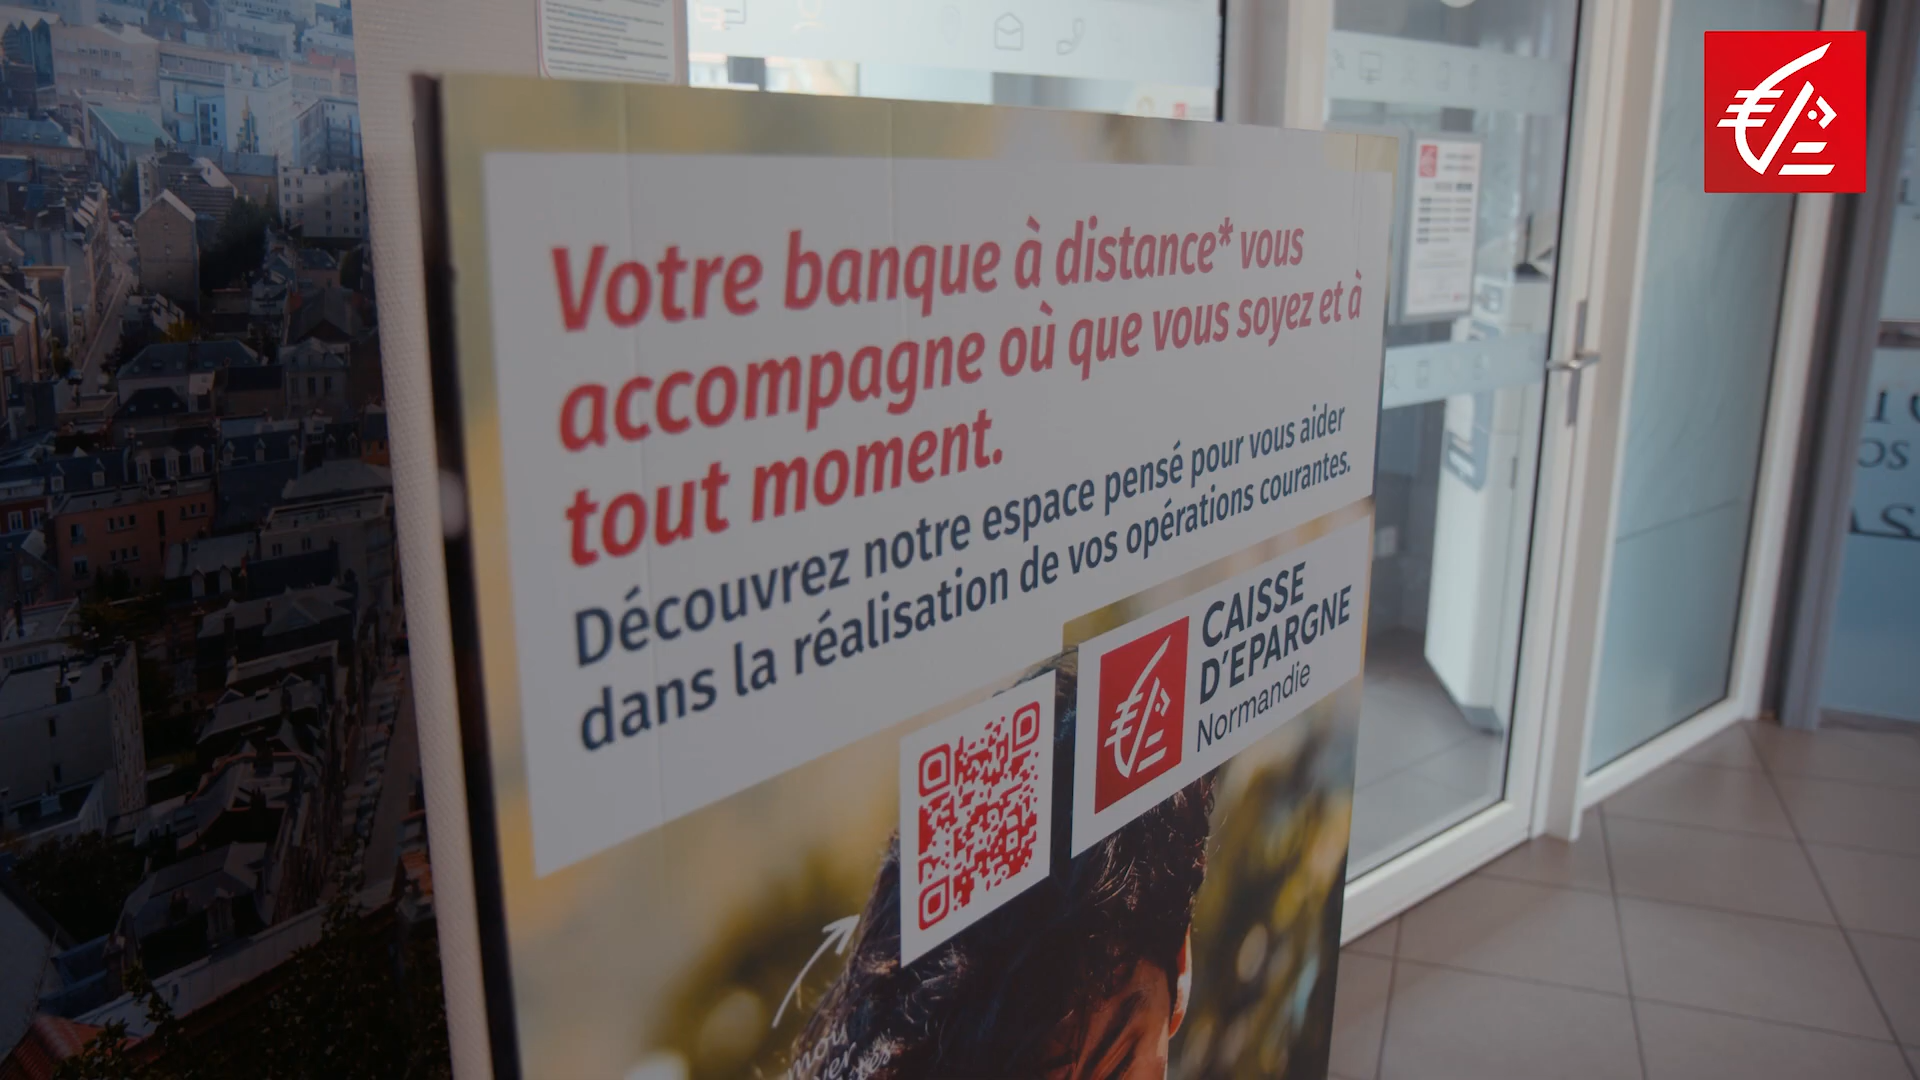 Votre banque à distance* vous
accompagne où que vous soyez et à
tout moment.
Découvrez notre espace pensé pour vous aider
dans la réalisation de vos opérations courantes.
CAISSE
D'EPARGNE
Normandie